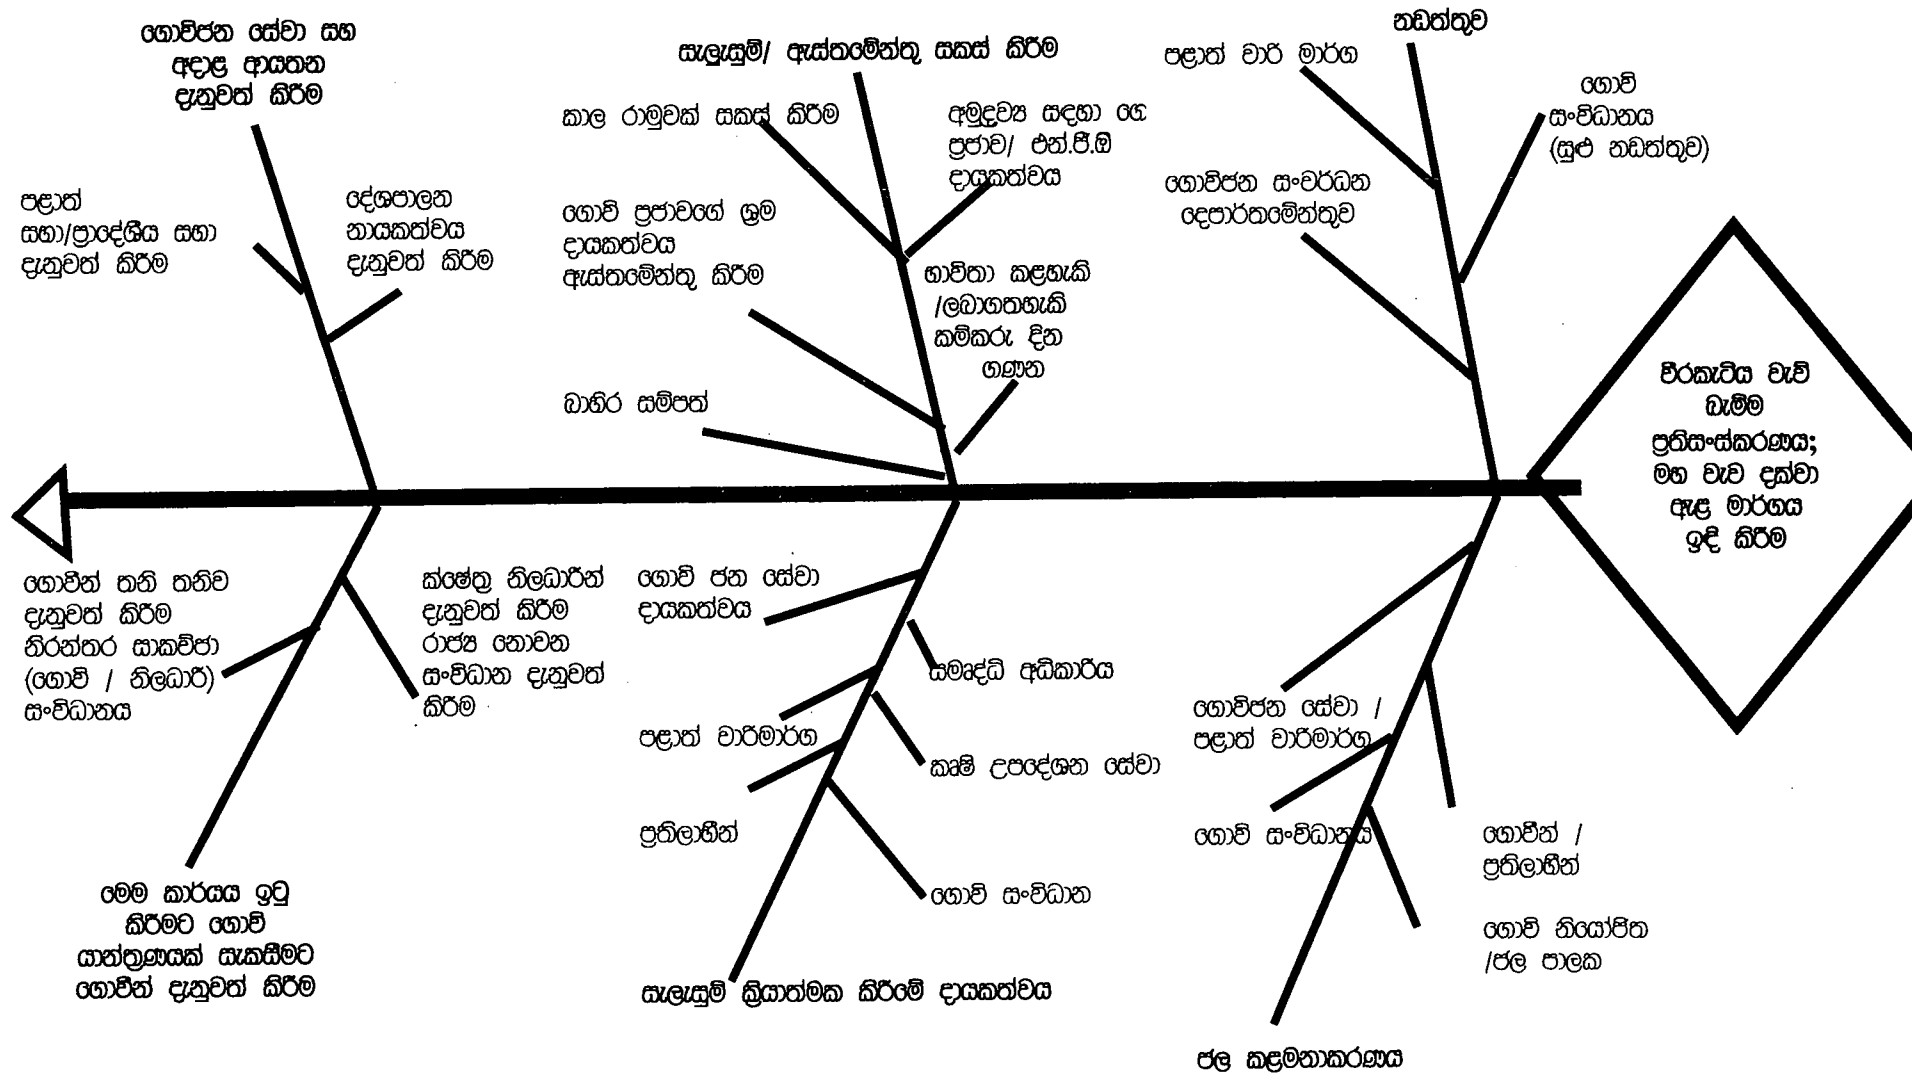 ගොවිජන සේවා සහ
අදාළ ආයතන
දැනුවත් කිරීම
පළාත්
සභා/ප්‍රාදේශීය සභා
දැනුවත් කිරීම
දේශපාලන
නායකත්වය
දැනුවත් කිරීම
සැලැසුම්/ ඇස්තමේන්තු සකස් කිරීම
කාල රාමුවක් සකස් කිරීම
අමුද්‍රව්‍ය සඳහා ගෙ
ප්‍රජාව/ එන්.ජී.ඕ
දායකත්වය
ගොවි ප්‍රජාවගේ ශ්‍රම
දායකත්වය
ඇස්තමේන්තු කිරීම
භාවිතා කළහැකි
/ලබාගතහැකි
කම්කරු දින
ගණන
බාහිර සම්පත්
නඩත්තුව
පළාත් වාරි මාර්ග
ගොවි
සංවිධානය
(සුළු නඩත්තුව)
ගොවිජන සංවර්ධන
දෙපාර්තමේන්තුව
වීරකැටිය වැව්
බැම්ම
ප්‍රතිසංස්කරණය;
මහ වැව දක්වා
ඇළ මාර්ගය
ඉදි කිරීම
ගොවීන් තනි තනිව
දැනුවත් කිරීම
නිරන්තර සාකච්ඡා
(ගොවි / නිලධාරී)
සංවිධානය
ක්ෂේත්‍ර නිලධාරීන්
දැනුවත් කිරීම
රාජ්‍ය නොවන
සංවිධාන දැනුවත්
කිරීම
මෙම කාර්යය ඉටු
කිරීමට ගොවි
යාන්ත්‍රණයක් සැකසීමට
ගොවීන් දැනුවත් කිරීම
ගොවි ජන සේවා
දායකත්වය
සමෘද්ධි අධිකාරිය
පළාත් වාරිමාර්ග
කෘෂි උපදේශන සේවා
ප්‍රතිලාභීන්
ගොවි සංවිධාන
සැලැසුම් ක්‍රියාත්මක කිරීමේ දායකත්වය
ගොවිජන සේවා /
පළාත් වාරිමාර්ග
ගොවි සංවිධානය
ගොවීන් /
ප්‍රතිලාභීන්
ගොවි නියෝජිත
/ජල පාලක
ජල කළමනාකරණය